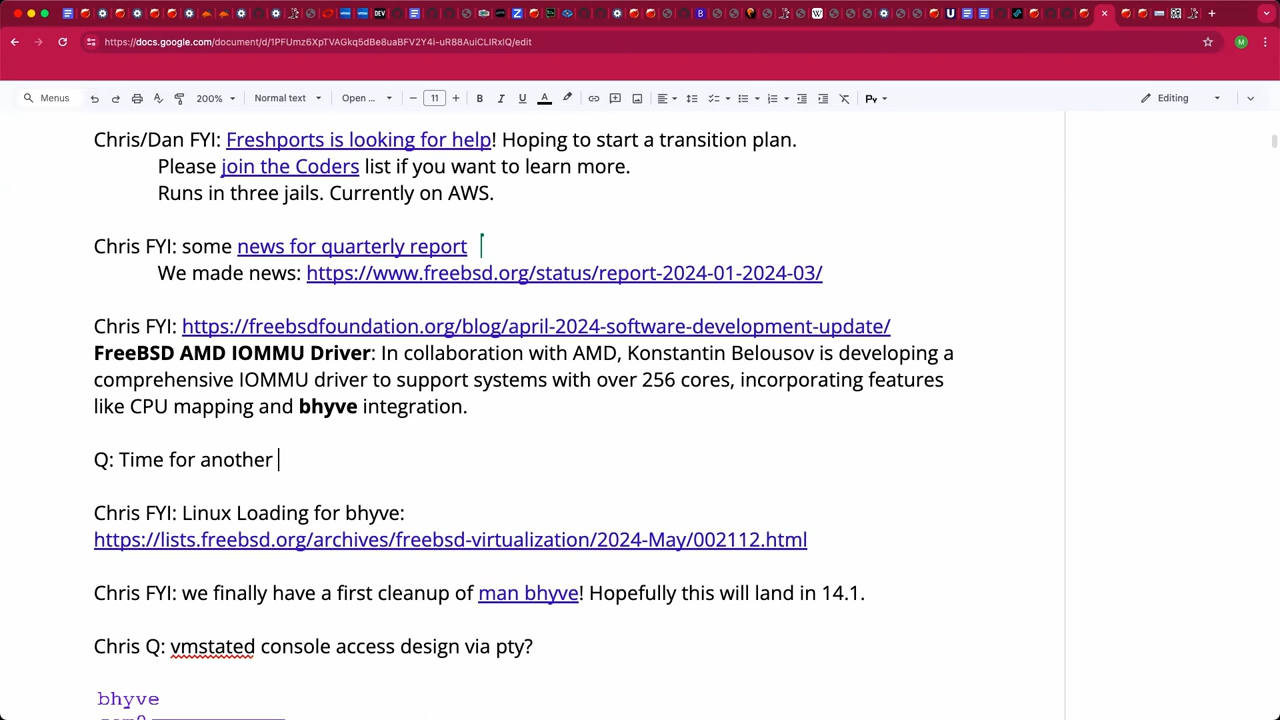 https://docs.google.com/document/d/1PFUmz6XpTVAGkq5dBe8uaBFV2Y4i-uR88AuiCLIRxIQ/edit
M
Menus
200%
Normal text
Open ...
11
B
I
U
A
Editing
Chris/Dan FYI: Freshports is looking for help! Hoping to start a transition plan.
Please join the Coders list if you want to learn more.
Runs in three jails. Currently on AWS.
Chris FYI: some news for quarterly report
We made news: https://www.freebsd.org/status/report-2024-01-2024-03/
Chris FYI: https://freebsdfoundation.org/blog/april-2024-software-development-update/
FreeBSD AMD IOMMU Driver: In collaboration with AMD, Konstantin Belousov is developing a
comprehensive IOMMU driver to support systems with over 256 cores, incorporating features
like CPU mapping and bhyve integration.
Q: Time for another
Chris FYI: Linux Loading for bhyve:
https://lists.freebsd.org/archives/freebsd-virtualization/2024-May/002112.html
Chris FYI: we finally have a first cleanup of man bhyve! Hopefully this will land in 14.1.
Chris Q: vmstated console access design via pty?
bhyve